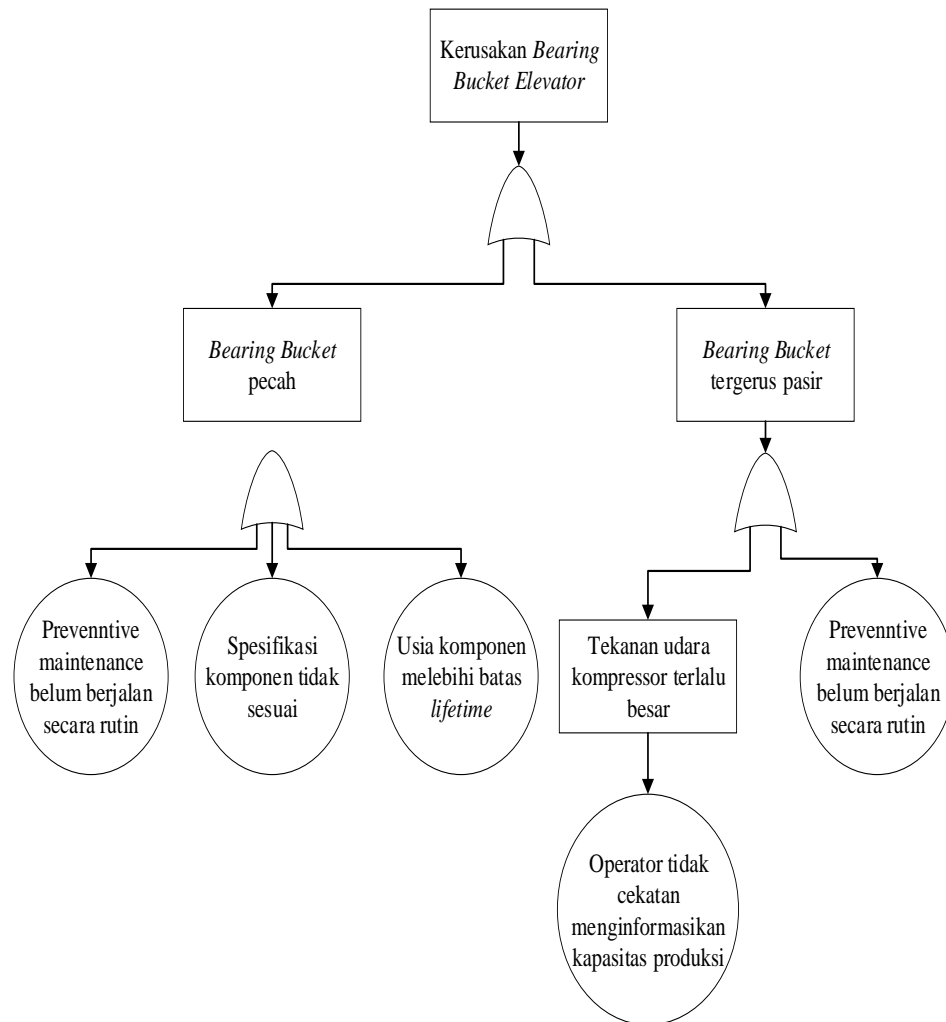 Kerusakan Bearing
Bucket Elevator
Bearing Bucket
pecah
Bearing Bucket
tergerus pasir
Prevenntive
maintenance
belum berjalan
secara rutin
Spesifikasi
komponen tidak
sesuai
Usia komponen
melebihi batas
lifetime
Tekanan udara
kompressor terlalu
besar
Prevenntive
maintenance
belum berjalan
secara rutin
Operator tidak
cekatan
menginformasikan
kapasitas produksi